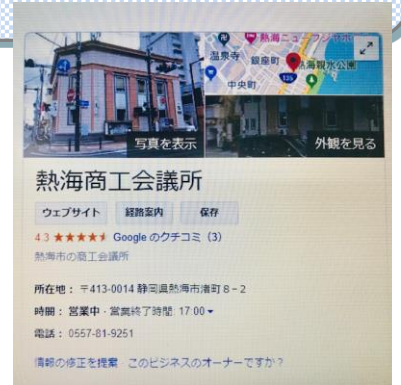 熱海ニューフジヤホ
温泉寺
銀座町
熱海親水公園
中央町
135
写真を表示
外観を見る
熱海商工会議所
ウェブサイト
経路案内
保存
4.3 ★★★★★ Google のクチコミ（3）
熱海市の商工会議所
所在地： 〒413-0014 静岡県熱海市渚町８−２
時間： 営業中・営業終了時間: 17:00 ▾
電話： 0557-81-9251
情報の修正を提案・このビジネスのオーナーですか？